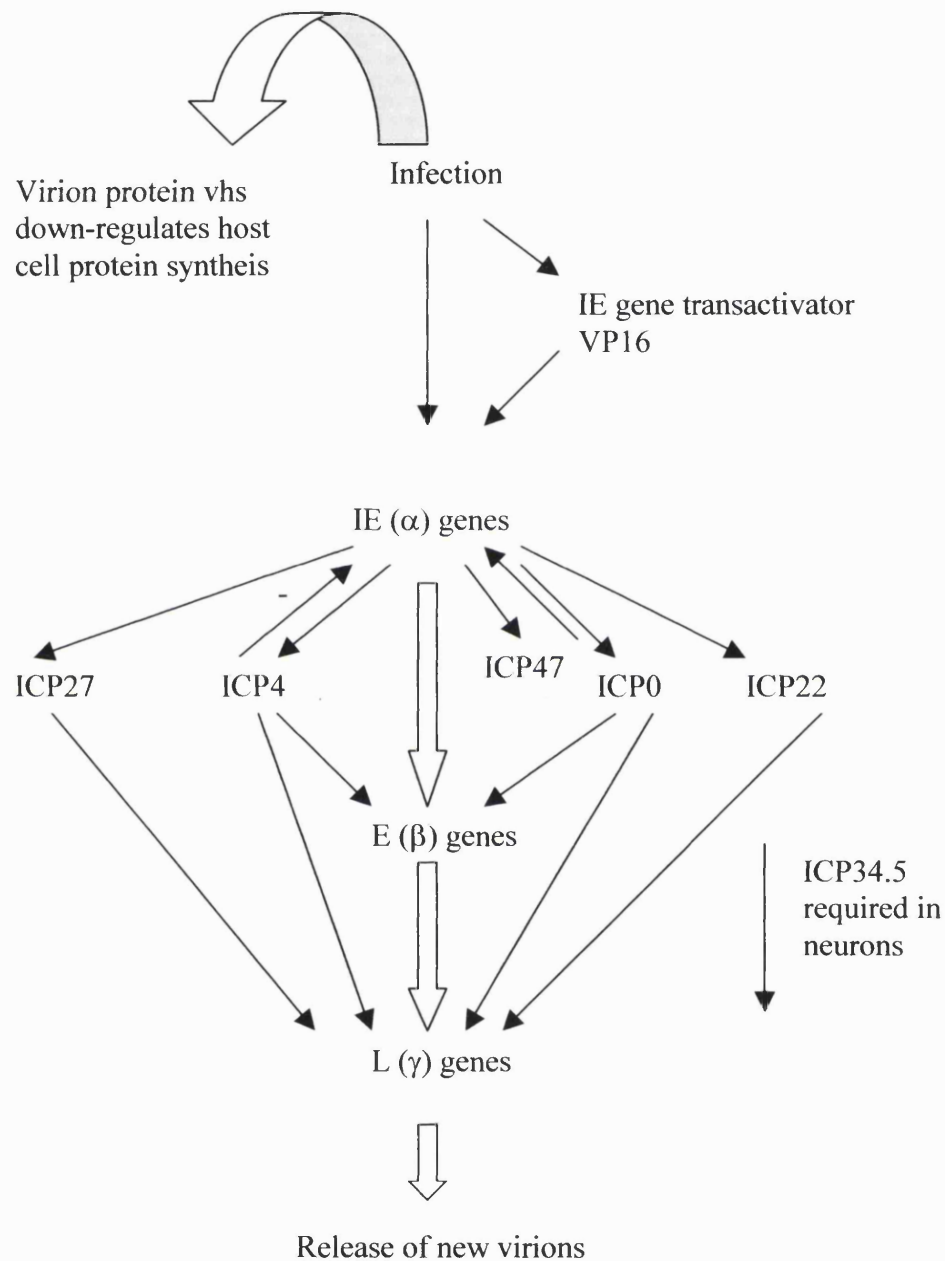 Infection
Virion protein vhs
down-regulates host
cell protein syntheis
IE gene transactivator
VP16
IE (α) genes
-
ICP27
ICP4
ICP47
ICP0
ICP22
E (β) genes
ICP34.5
required in
neurons
L (γ) genes
Release of new virions